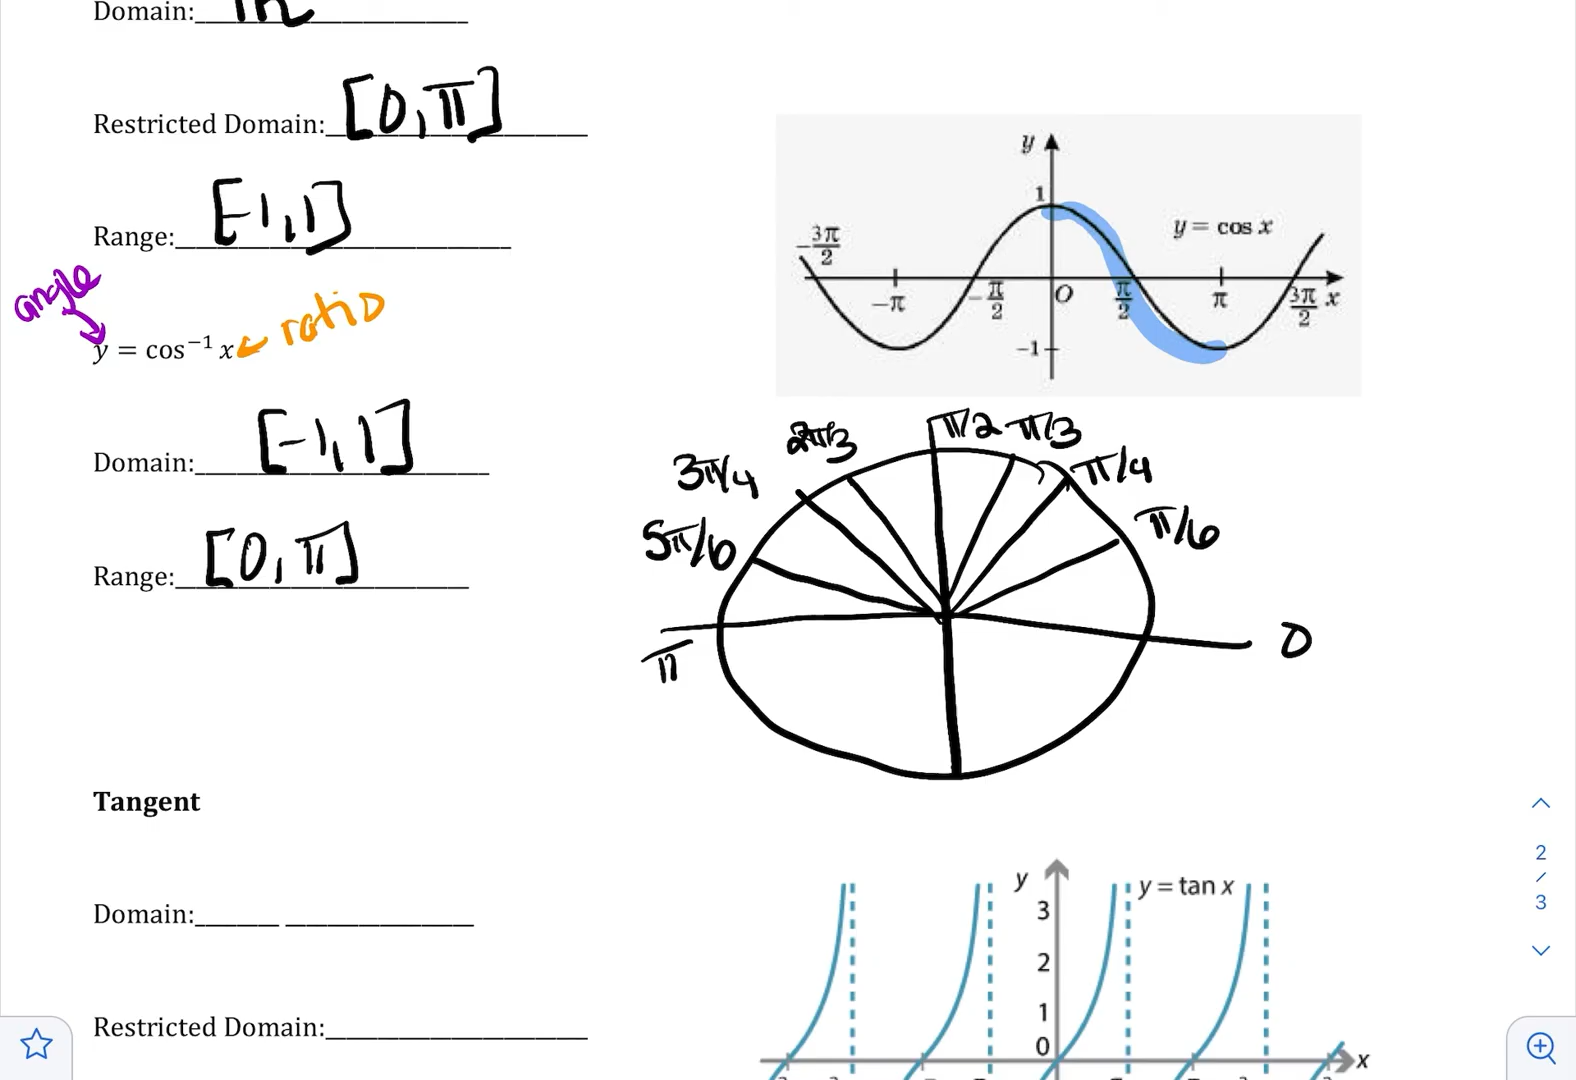 Domain: ℝ
Restricted Domain: [0, π]
Range: [-1, 1]
angle
ratio
y = cos⁻¹ x
Domain: [-1, 1]
Range: [0, π]
y
1
y = cos x
-3π/2
-π
-π/2
O
π/2
π
3π/2
x
-1
π/2
π/3
2π/3
3π/4
π/4
5π/6
π/6
π
0
Tangent
Domain:
Restricted Domain:
y
y = tan x
3
2
1
0
x
2
/
3